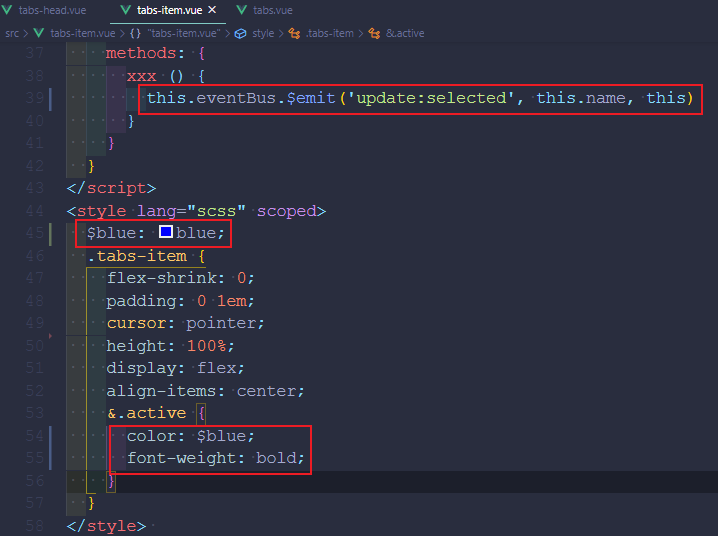 tabs-head.vue tabs-item.vue × tabs.vue
src > tabs-item.vue > {} "tabs-item.vue" > style > .tabs-item > &.active
37 methods: {
38 xxx () {
39 this.eventBus.$emit('update:selected', this.name, this)
40 }
41 }
42 }
43 </script>
44 <style lang="scss" scoped>
45 $blue: blue;
46 .tabs-item {
47 flex-shrink: 0;
48 padding: 0 1em;
49 cursor: pointer;
50 height: 100%;
51 display: flex;
52 align-items: center;
53 &.active {
54 color: $blue;
55 font-weight: bold;
56 }
57 }
58 </style>